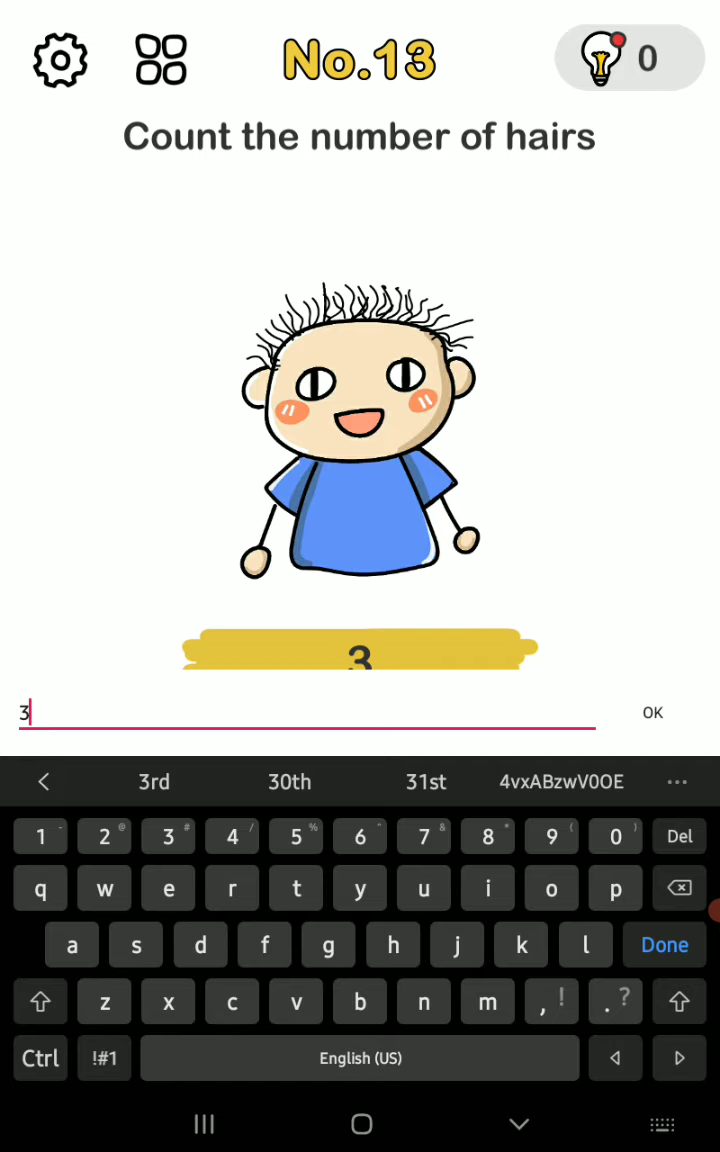 No.13
0
Count the number of hairs
3
3
OK
3rd 30th 31st 4vxABzwV0OE ...
1 - 2 @ 3 # 4 / 5 % 6 ^ 7 & 8 * 9 ( 0 ) Del
q w e r t y u i o p
a s d f g h j k l Done
z x c v b n m , ! . ?
Ctrl !#1 English (US)